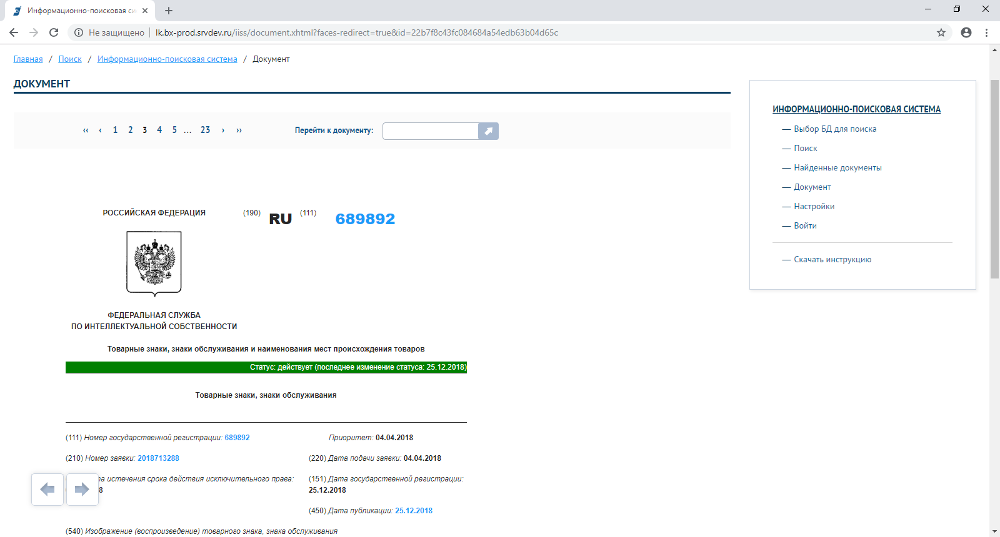 Информационно-поисковая си
Не защищено
lk.bx-prod.srvdev.ru/iiss/document.xhtml?faces-redirect=true&id=22b7f8c43fc084684a54edb63b04d65c
Главная / Поиск / Информационно-поисковая система / Документ
ДОКУМЕНТ
‹‹ ‹ 1 2 3 4 5 ... 23 › ››
Перейти к документу:
РОССИЙСКАЯ ФЕДЕРАЦИЯ (190) RU (111) 689892
ФЕДЕРАЛЬНАЯ СЛУЖБА
ПО ИНТЕЛЛЕКТУАЛЬНОЙ СОБСТВЕННОСТИ
Товарные знаки, знаки обслуживания и наименования мест происхождения товаров
Статус: действует (последнее изменение статуса: 25.12.2018)
Товарные знаки, знаки обслуживания
(111) Номер государственной регистрации: 689892
Приоритет: 04.04.2018
(210) Номер заявки: 2018713288
(220) Дата подачи заявки: 04.04.2018
та истечения срока действия исключительного права:
8
(151) Дата государственной регистрации:
25.12.2018
(450) Дата публикации: 25.12.2018
(540) Изображение (воспроизведение) товарного знака, знака обслуживания
ИНФОРМАЦИОННО-ПОИСКОВАЯ СИСТЕМА
— Выбор БД для поиска
— Поиск
— Найденные документы
— Документ
— Настройки
— Войти
— Скачать инструкцию